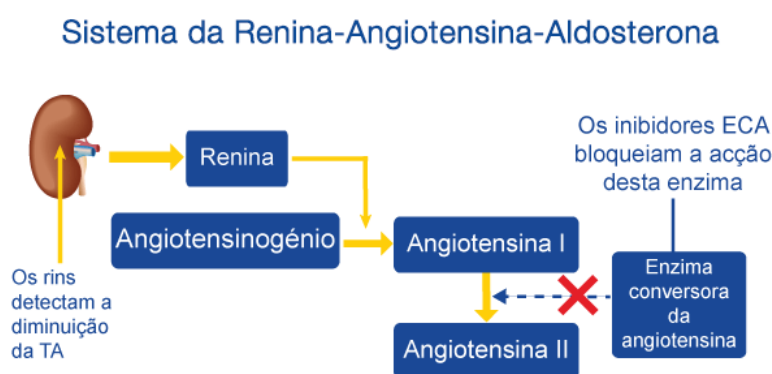 Sistema da Renina-Angiotensina-Aldosterona
Os inibidores ECA
bloqueiam a acção
desta enzima
Renina
Angiotensinogénio
Angiotensina I
Enzima
conversora
da
angiotensina
Os rins
detectam a
diminuição
da TA
Angiotensina II